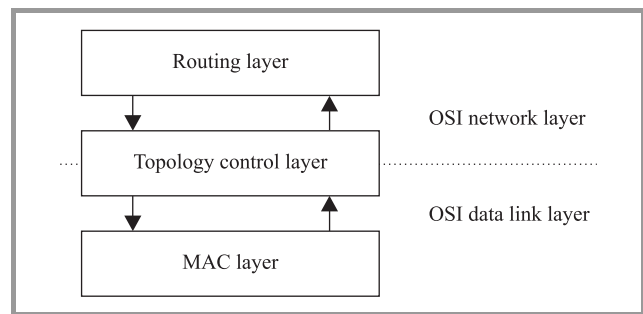 Routing layer
OSI network layer
Topology control layer
OSI data link layer
MAC layer